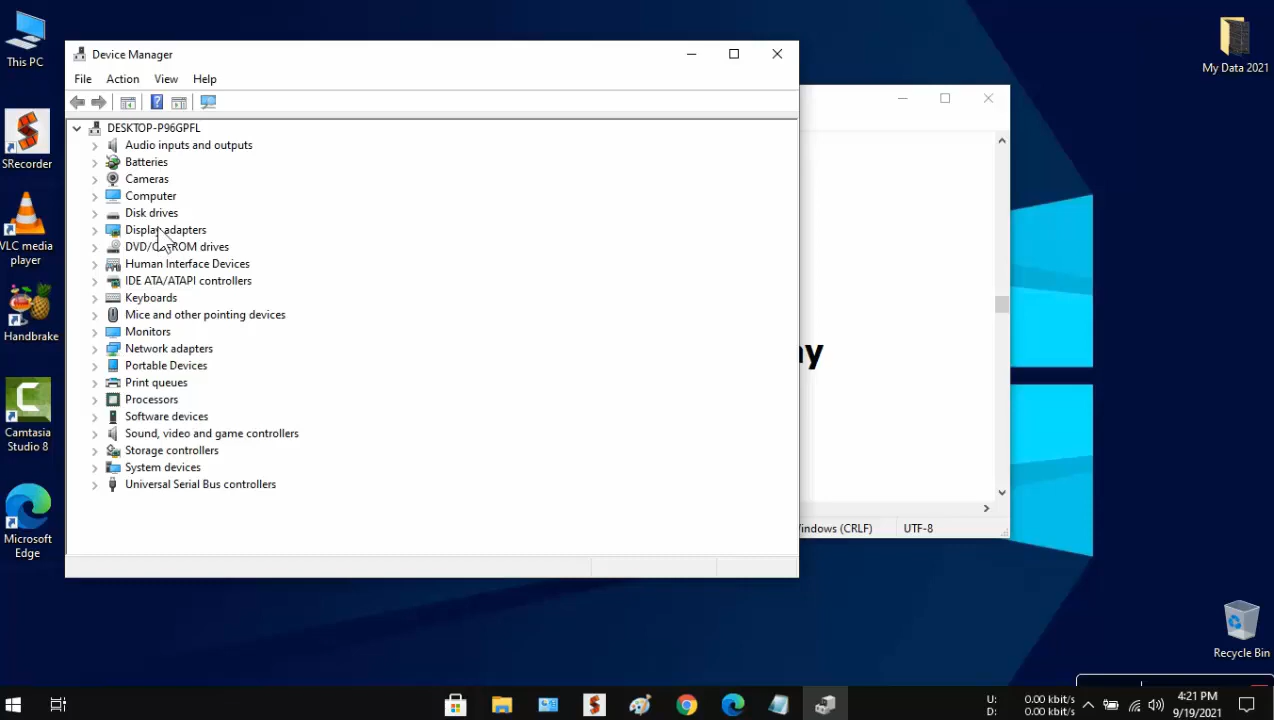 This PC
SRecorder
VLC media
player
Handbrake
Camtasia
Studio 8
Microsoft
Edge
Device Manager
File Action View Help
DESKTOP-P96GPFL
Audio inputs and outputs
Batteries
Cameras
Computer
Disk drives
Display adapters
DVD/CD-ROM drives
Human Interface Devices
IDE ATA/ATAPI controllers
Keyboards
Mice and other pointing devices
Monitors
Network adapters
Portable Devices
Print queues
Processors
Software devices
Sound, video and game controllers
Storage controllers
System devices
Universal Serial Bus controllers
Windows (CRLF) UTF-8
My Data 2021
Recycle Bin
U: 0.00 kbit/s
D: 0.00 kbit/s
4:21 PM
9/19/2021